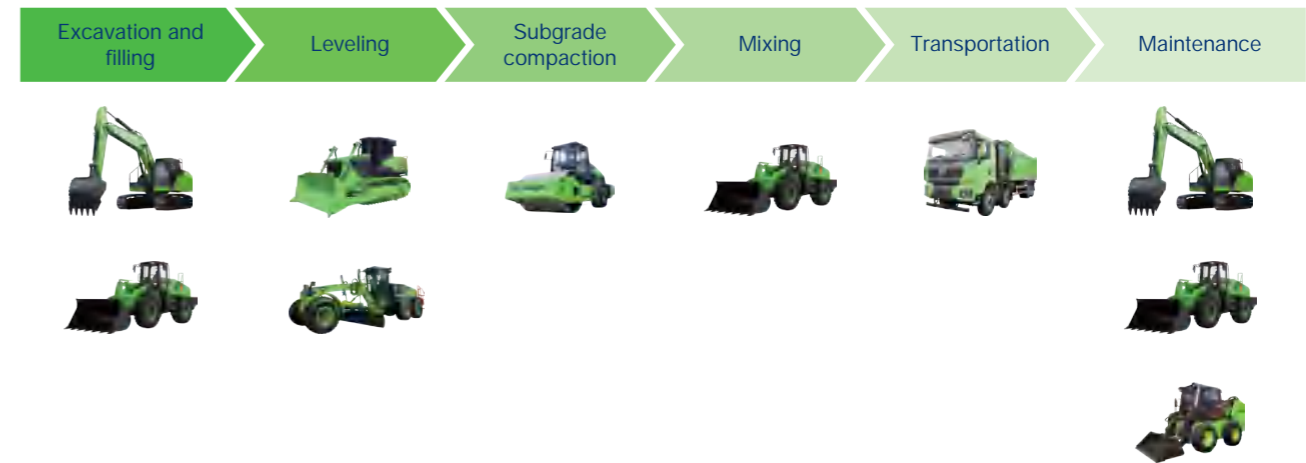 Excavation and
filling
Leveling
Subgrade
compaction
Mixing
Transportation
Maintenance